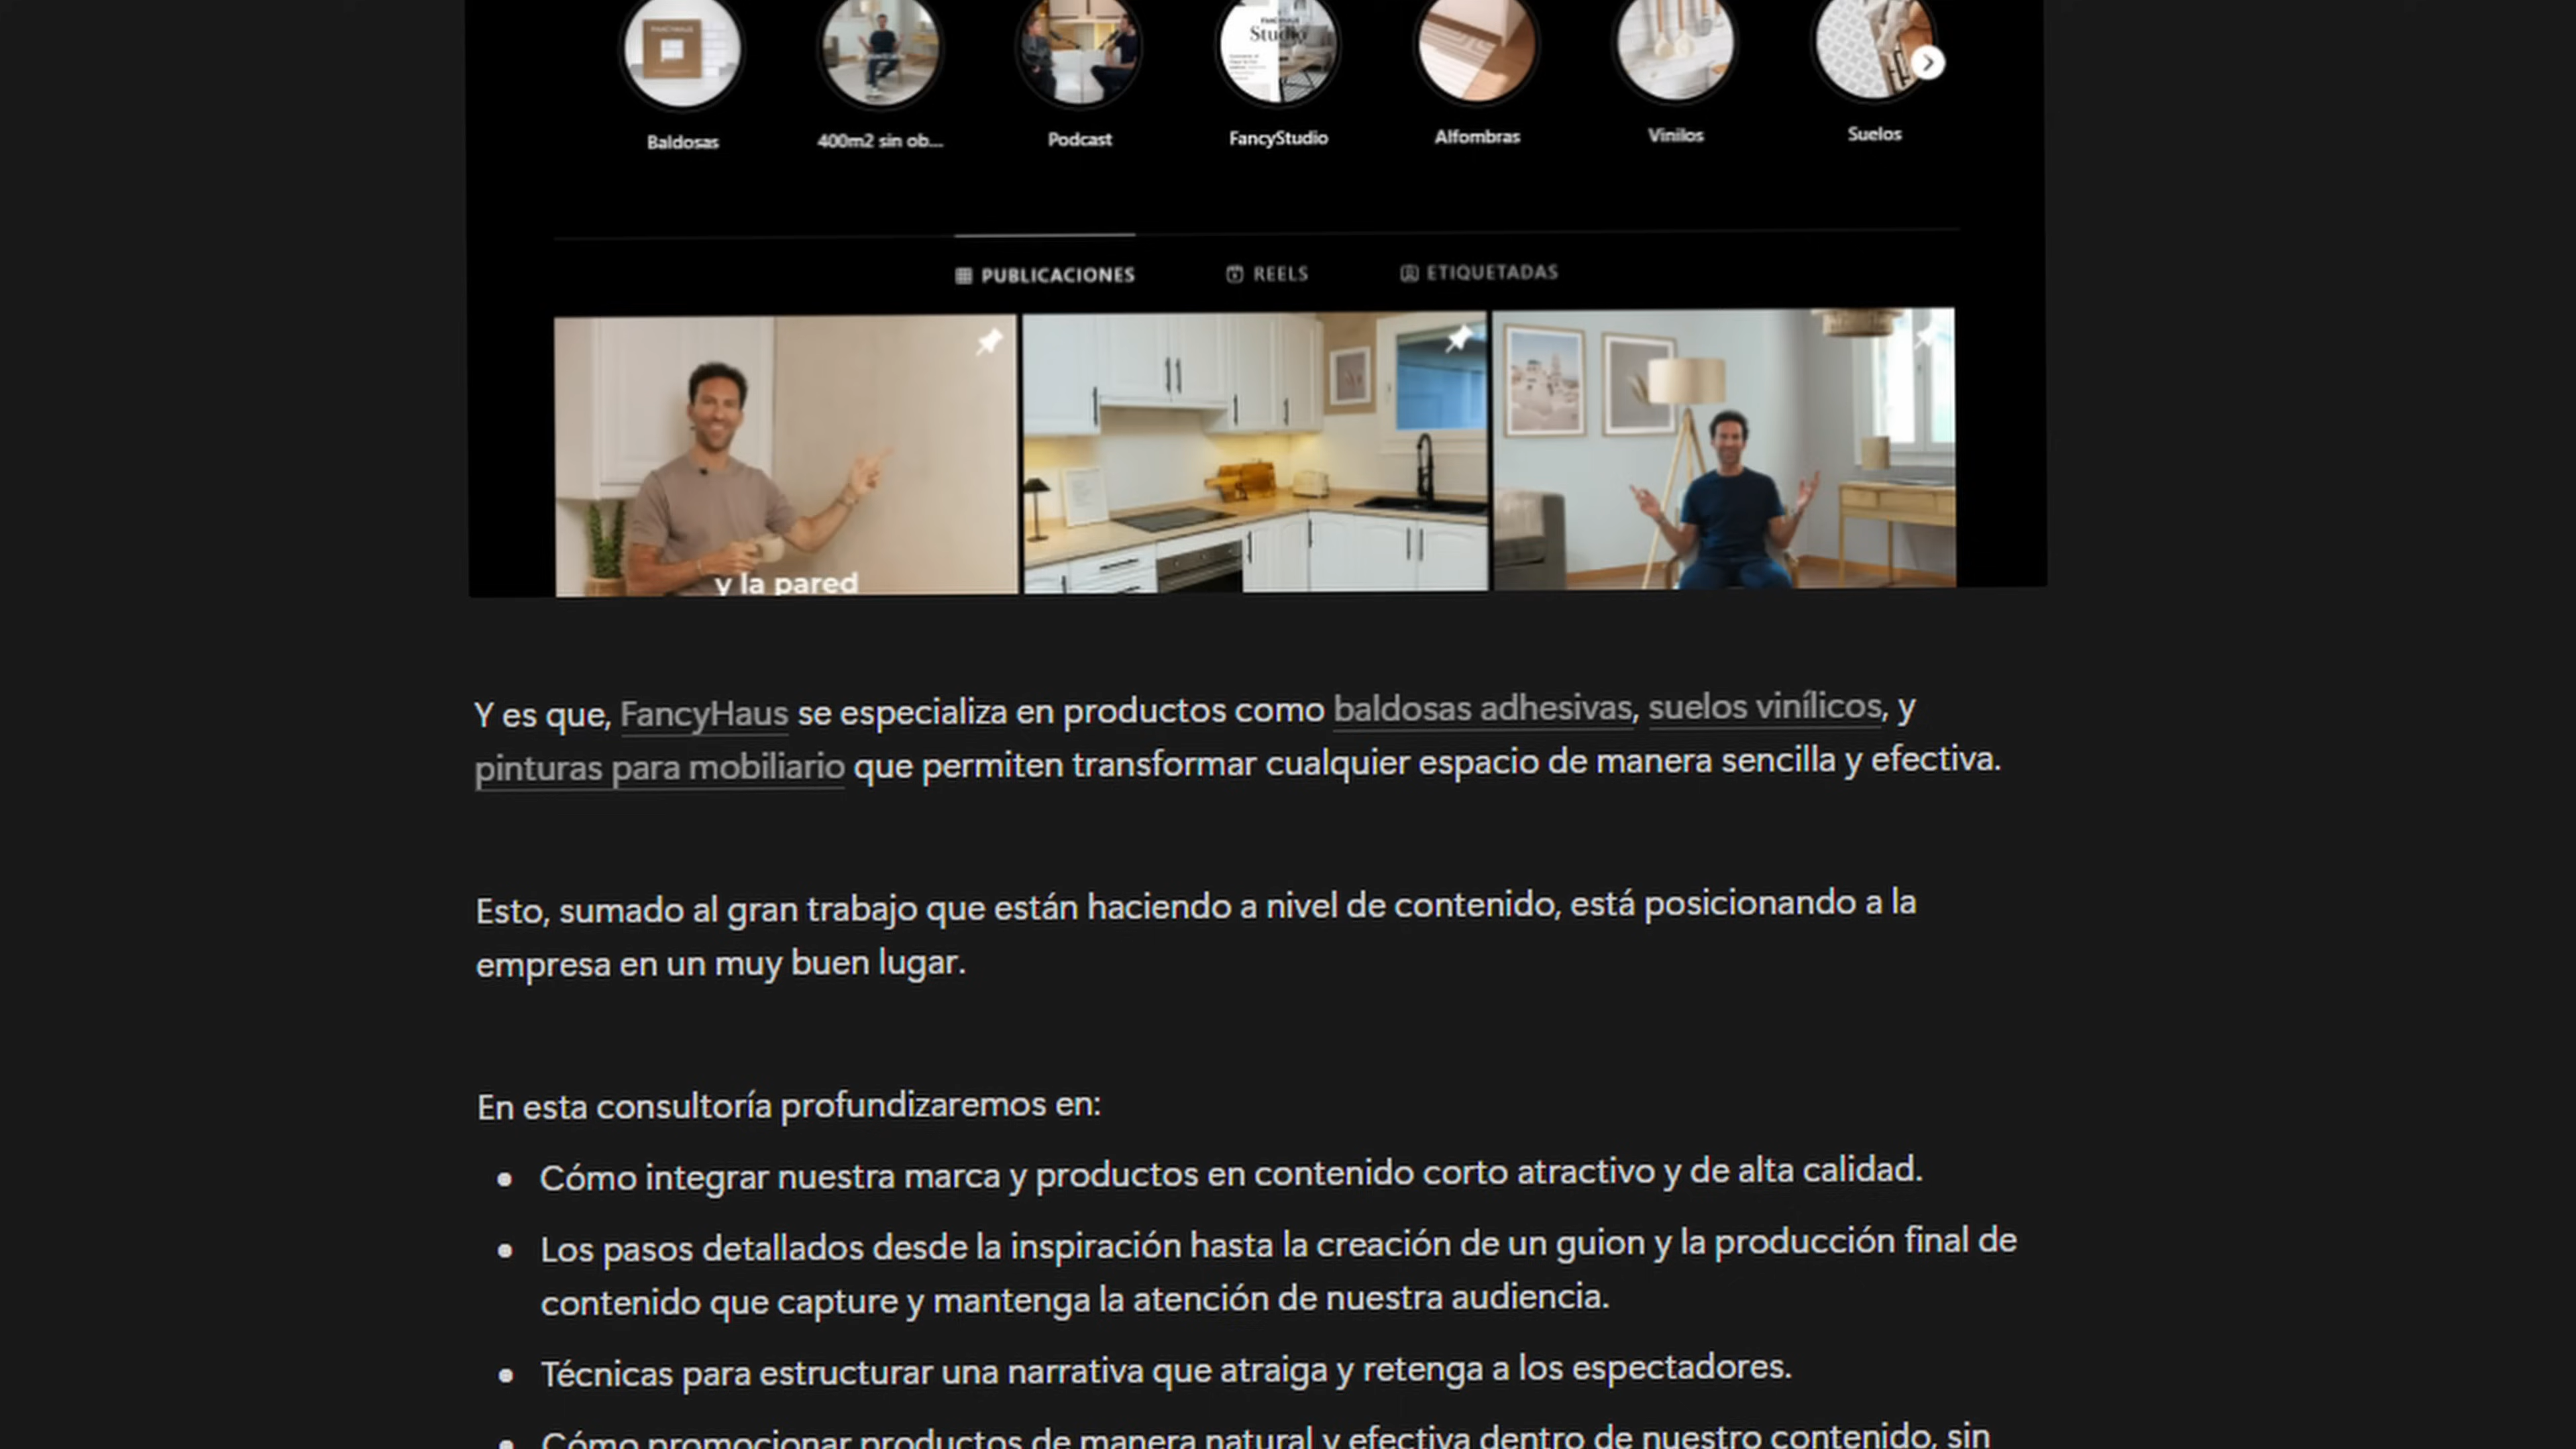 FANCYHAUS
Studio
Baldosas
400m2 sin ob...
Podcast
FancyStudio
Alfombras
Vinilos
Suelos
PUBLICACIONES
REELS
ETIQUETADAS
y la pared
Y es que, FancyHaus se especializa en productos como baldosas adhesivas, suelos vinílicos, y
pinturas para mobiliario que permiten transformar cualquier espacio de manera sencilla y efectiva.
Esto, sumado al gran trabajo que están haciendo a nivel de contenido, está posicionando a la
empresa en un muy buen lugar.
En esta consultoría profundizaremos en:
• Cómo integrar nuestra marca y productos en contenido corto atractivo y de alta calidad.
• Los pasos detallados desde la inspiración hasta la creación de un guion y la producción final de
contenido que capture y mantenga la atención de nuestra audiencia.
• Técnicas para estructurar una narrativa que atraiga y retenga a los espectadores.
• Cómo promocionar productos de manera natural y efectiva dentro de nuestro contenido, sin